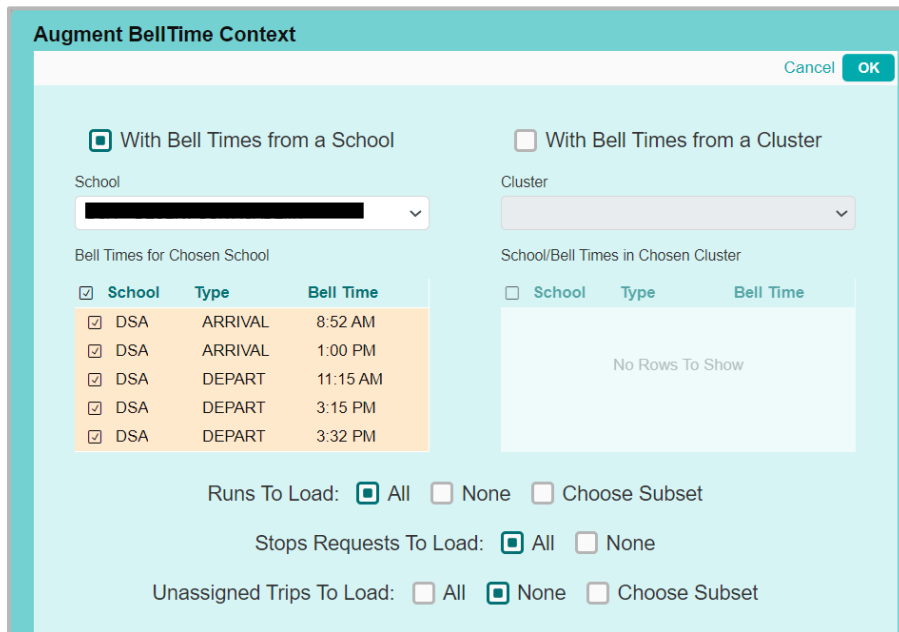 Augment BellTime Context
Cancel OK
With Bell Times from a School
With Bell Times from a Cluster
School
Cluster
Bell Times for Chosen School
School/Bell Times in Chosen Cluster
School Type Bell Time
DSA ARRIVAL 8:52 AM
DSA ARRIVAL 1:00 PM
DSA DEPART 11:15 AM
DSA DEPART 3:15 PM
DSA DEPART 3:32 PM
School Type Bell Time
No Rows To Show
Runs To Load: All None Choose Subset
Stops Requests To Load: All None
Unassigned Trips To Load: All None Choose Subset